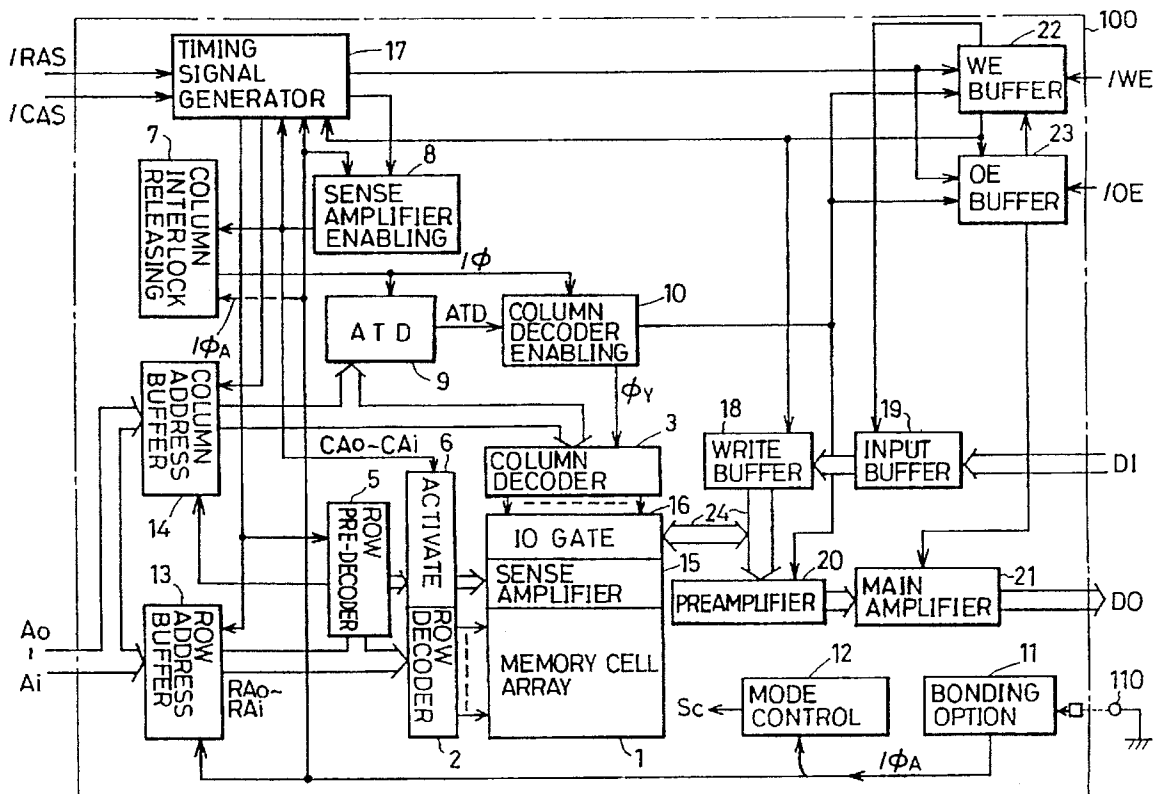 100
/RAS
/CAS
TIMING
SIGNAL
GENERATOR
17
22
WE
BUFFER
/WE
23
OE
BUFFER
/OE
7
COLUMN
INTERLOCK
RELEASING
8
SENSE
AMPLIFIER
ENABLING
/φ
/φA
ATD
9
ATD
10
COLUMN
DECODER
ENABLING
φY
COLUMN
ADDRESS
BUFFER
14
CAo~CAi
3
COLUMN
DECODER
18
WRITE
BUFFER
19
INPUT
BUFFER
DI
5
ROW
PRE-DECODER
6
ACTIVATE
ROW
DECODER
2
16
IO GATE
15
SENSE
AMPLIFIER
MEMORY CELL
ARRAY
1
24
20
PREAMPLIFIER
MAIN
AMPLIFIER
21
DO
13
ROW
ADDRESS
BUFFER
Ao
~
Ai
RAo~
RAi
12
MODE
CONTROL
Sc
11
BONDING
OPTION
110
/φA